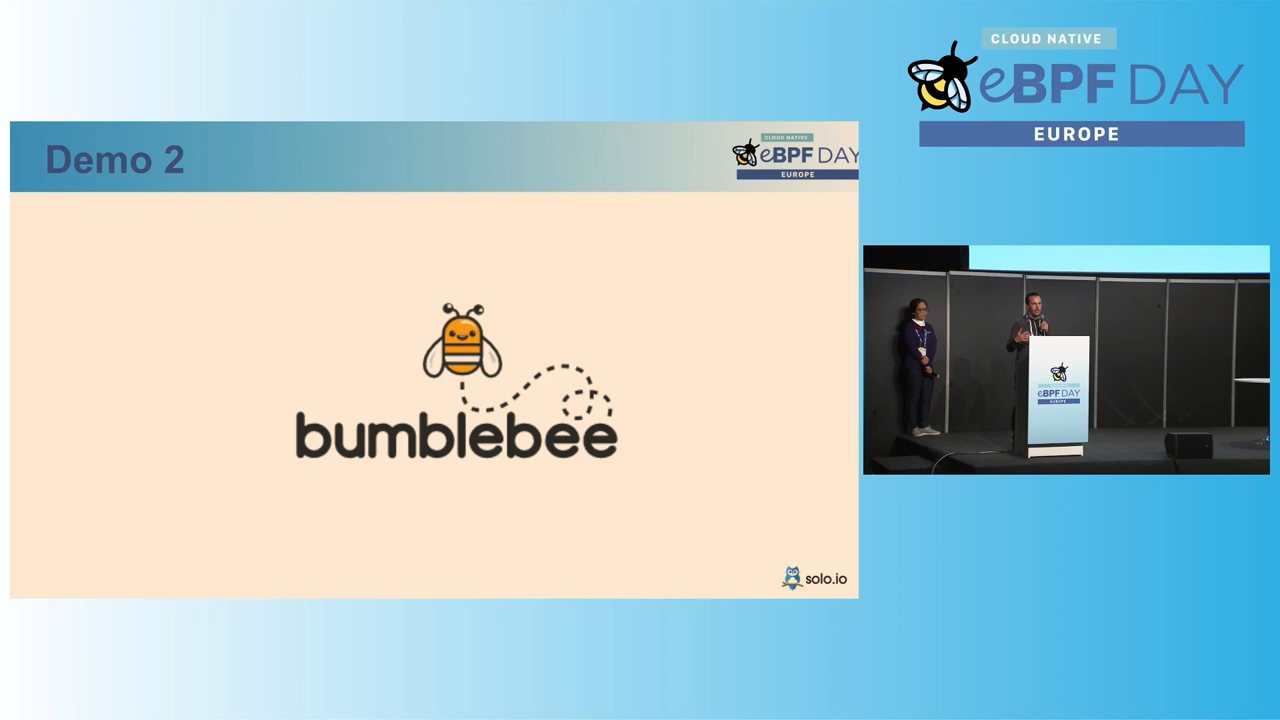 CLOUD NATIVE
eBPF DAY
EUROPE
Demo 2
CLOUD NATIVE
eBPF DAY
EUROPE
bumblebee
solo.io
eBPF DAY
EUROPE